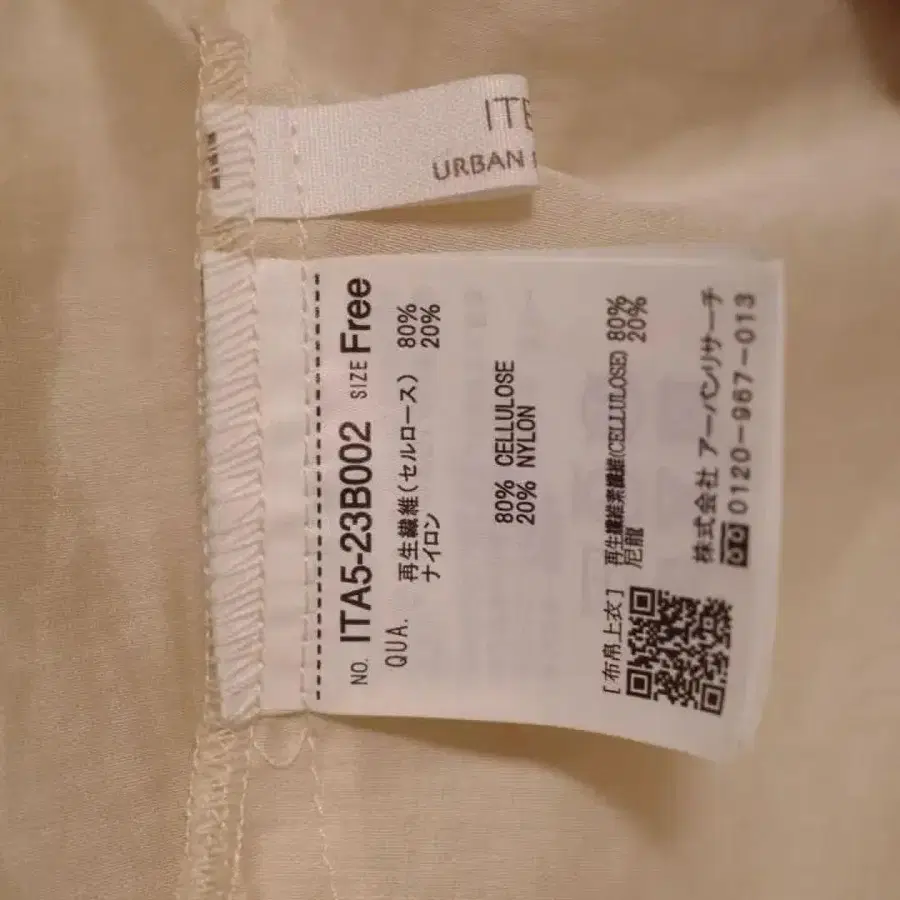 ITE
URBAN
NO. ITA5-23B002 SIZE Free
QUA.
再生繊維(セルロース) 80%
ナイロン 20%
80% CELLULOSE
20% NYLON
[布帛上衣]
再生繊維素纖維(CELLULOSE) 80%
尼龍 20%
株式会社 アーバンリサーチ
0120-967-013